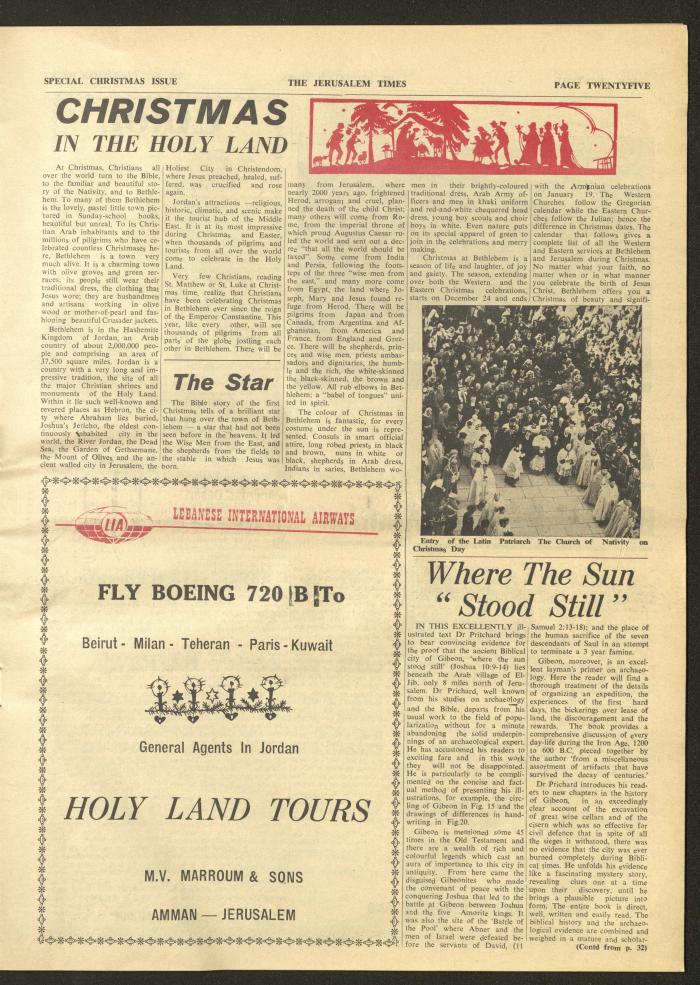 SPECIAL CHRISTMAS ISSUE
THE JERUSALEM TIMES
PAGE TWENTYFIVE
CHRISTMAS
IN THE HOLY LAND
At Christmas, Christians all
over the world turn to the Bible,
to the familiar and beautiful sto-
ry of the Nativity, and to Bethle-
hem. To many of them Bethlehem
is the lovely, pastel little town pic-
tured in Sunday-school books,
beautiful but unreal. To its Chris-
tian Arab inhabitants and to the
millions of pilgrims who have ce-
lebrated countless Christmases he-
re, Bethlehem is a town very
much alive. It is a charming town
with olive groves and green ter-
races; its people still wear their
traditional dress, the clothing that
Jesus wore; they are husbandmen
and artisans working in olive
wood or mother-of-pearl and fas-
hioning beautiful Crusader jackets.
Bethlehem is in the Hashemite
Kingdom of Jordan, an Arab
country of about 2,000,000 peo-
ple and comprising an area of
37,500 square miles. Jordan is a
country with a very long and im-
pressive tradition, the site of all
the major Christian shrines and
monuments of the Holy Land.
Within it lie such well-known and
revered places as Hebron, the ci-
ty where Abraham lies buried,
Joshua's Jericho, the oldest con-
tinuously inhabited city in the
world, the River Jordan, the Dead
Sea, the Garden of Gethsemane,
the Mount of Olives and the an-
cient walled city in Jerusalem, the
Holiest City in Christendom,
where Jesus preached, healed, suf-
fered, was crucified and rose
again.
Jordan's attractions —religious,
historic, climatic, and scenic make
it the tourist hub of the Middle
East. It is at its most impressive
during Christmas and Easter,
when thousands of pilgrims and
tourists from all over the world
come to celebrate in the Holy
Land.
Very few Christians, reading
St. Matthew or St. Luke at Christ-
mas time, realize that Christians
have been celebrating Christmas
in Bethlehem ever since the reign
of the Emperor Constantine. This
year, like every other, will see
thousands of pilgrims from all
parts of the globe jostling each
other in Bethlehem. There will be
The Star
The Bible story of the first
Christmas tells of a brilliant star
that hung over the town of Beth-
lehem — a star that had not been
seen before in the heavens. It led
the Wise Men from the East, and
the shepherds from the fields to
the stable in which Jesus was
born.
many from Jerusalem, where
nearly 2000 years ago, frightened
Herod, arrogant and cruel, plan-
ned the death of the child Christ;
many others will come from Ro-
me, from the imperial throne of
which proud Augustus Caesar ru-
led the world and sent out a dec-
re "that all the world should be
taxed". Some come from India
and Persia, following the foots-
teps of the three "wise men from
the east," and many more come
from Egypt, the land where Jo-
seph, Mary and Jesus found re-
fuge from Herod. There will be
pilgrims from Japan and from
Canada, from Argentina and Af-
ghanistan, from America and
France, from England and Gree-
ce. There will be shepherds, prin-
ces and wise men, priests ambas-
sadors and dignitaries, the humb-
le and the rich, the white-skinned
the black-skinned, the brown and
the yellow. All rub elbows in Bet-
hlehem; a "babel of tongues" uni-
ted in spirit.
The colour of Christmas in
Bethlehem is fantastic, for every
costume under the sun is repre-
sented. Consuls in smart official
attire, long robed priests in black
and brown, nuns in white or
black, shepherds in Arab dress,
Indians in saries, Bethlehem wo-
men in their brightly-coloured
traditional dress, Arab Army of-
ficers and men in khaki uniform
and red-and-white chequered head
dress, young boy scouts and choir
boys in white. Even nature puts
on its special apparel of green to
join in the celebrations and merry
making.
Christmas at Bethlehem is a
season of life and laughter, of joy
and gaiety. The season, extending
over both the Western and the
Eastern Christmas celebrations,
starts on December 24 and ends
with the Armenian celebrations
on January 19. The Western
Churches follow the Gregorian
calendar while the Eastern Chur-
ches follow the Julian; hence the
difference in Christmas dates. The
calendar that follows gives a
complete list of all the Western
and Eastern services at Bethlehem
and Jerusalem during Christmas.
No matter what your faith, no
matter when or in what manner
you celebrate the birth of Jesus
Christ, Bethlehem offers you a
Christmas of beauty and signifi-
Entry of the Latin Patriarch The Church of Nativity on
Christmas Day
LIA
LEBANESE INTERNATIONAL AIRWAYS
FLY BOEING 720 B To
Beirut - Milan - Teheran - Paris - Kuwait
General Agents In Jordan
HOLY LAND TOURS
M.V. MARROUM & SONS
AMMAN — JERUSALEM
Where The Sun
" Stood Still "
IN THIS EXCELLENTLY ill-
ustrated text Dr Pritchard brings
to bear convincing evidence for
the proof that the ancient Biblical
city of Gibeon, 'where the sun
stood still' (Joshua 10:9-14) lies
beneath the Arab village of El-
Jib, only 8 miles north of Jeru-
salem. Dr Prichard, well known
from his studies on archaeology
and the Bible, departs from his
usual work to the field of popu-
larization without for a minute
abandoning the solid underpin-
nings of an archaeological expert.
He has accustomed his readers to
exciting fare and in this work
they will not be disappointed.
He is particularly to be compli-
mented on the concise and fact-
ual method of presenting his ill-
ustrations, for example, the circ-
ling of Gibeon in Fig. 15 and the
drawings of differences in hand-
writing in Fig.20.
Gibeon is mentioned some 45
times in the Old Testament and
there are a wealth of rich and
colourful legends which cast an
aura of importance to this city in
antiquity. From here came the
disguised Gibeonites who made
the convenant of peace with the
conquering Joshua that led to the
battle at Gibeon between Joshua
and the five Amorite kings. It
was also the site of the 'Battle of
the Pool' where Abner and the
men of Israel were defeated be-
fore the servants of David, (11
Samuel 2:13-18); and the place of
the human sacrifice of the seven
descendants of Saul in an attempt
to terminate a 3 year famine.
Gibeon, moreover, is an excel-
lent layman's primer on archaeo-
logy. Here the reader will find a
thorough treatment of the details
of organizing an expedition, the
experiences of the first hard
days, the bickerings over lease of
land, the discouragement and the
rewards. The book provides a
comprehensive discussion of every
day-life during the Iron Age, 1200
to 600 B.C, pieced together by
the author 'from a miscellaneous
assortment of artifacts that have
survived the decay of centuries.'
Dr Pritchard introduces his read-
ers to new chapters in the history
of Gibeon, in an exceedingly
clear account of the excavation
of great wine cellars and of the
cisern which was so effective for
civil defence that in spite of all
the sieges it withstood, there was
no evidence that the city was ever
burned completely during Bibli-
cal times. He unfolds his evidence
like a fascinating mystery story,
revealing clues one at a time
upon their discovery, until he
brings a plausible picture into
form. The entire book is direct,
well, written and easily read. The
biblical history and the archaeo-
logical evidence are combined and
weighed in a mature and scholar-
(Contd from p. 32)